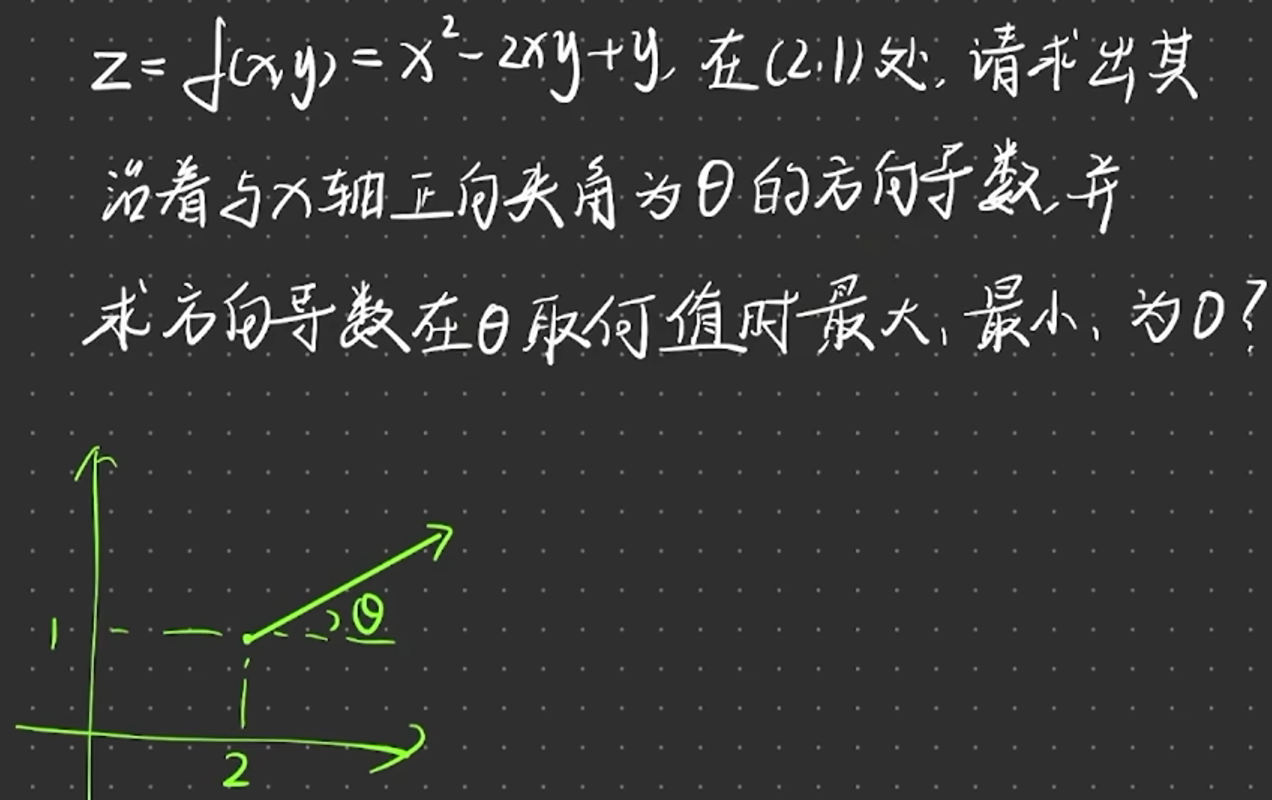 z=f(x,y)=x²-2xy+y, 在(2,1)处, 请求出其
沿着与x轴正向夹角为θ的方向导数, 并
求方向导数在θ取何值时最大、最小、为0?
θ
1
2